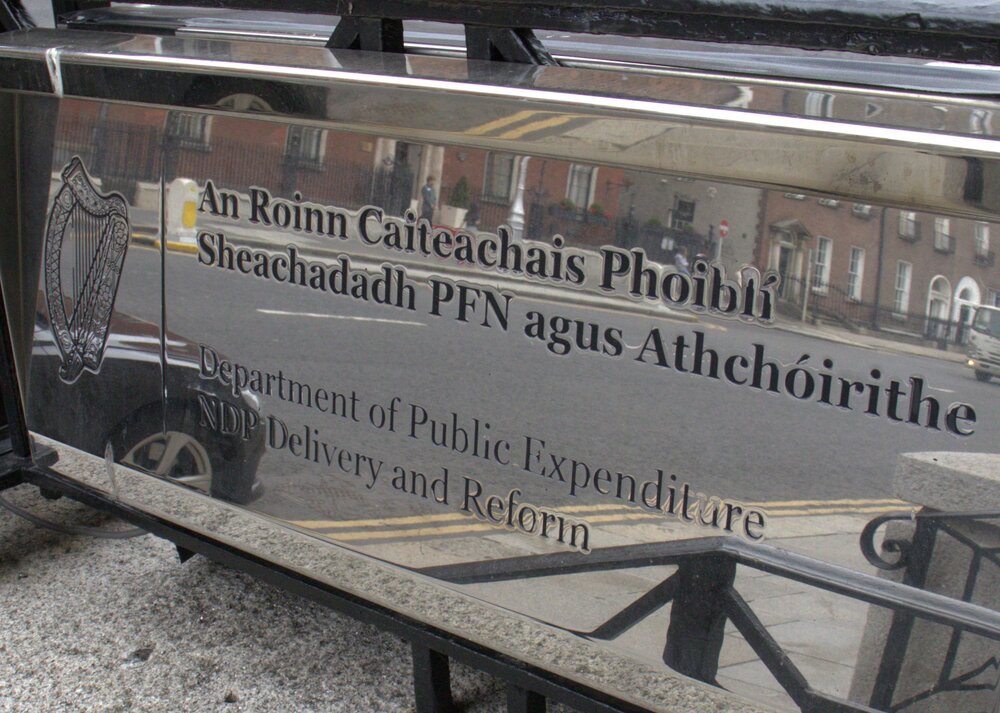 An Roinn Caiteachais Phoiblí
Sheachadadh PFN agus Athchóirithe
Department of Public Expenditure
NDP Delivery and Reform